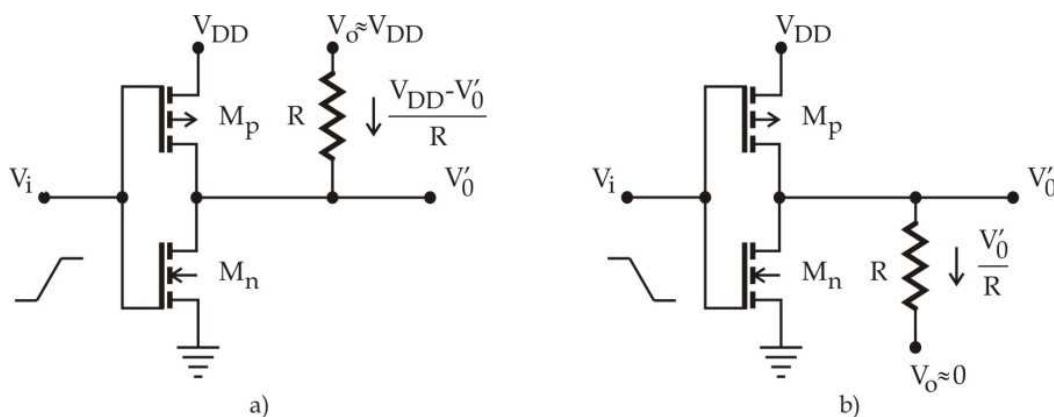 V_DD
V_o≈V_DD
M_p
R
V_DD-V'_0
R
V_i
V'_0
M_n
a)
V_DD
M_p
V_i
V'_0
M_n
R
V'_0
R
V_o≈0
b)